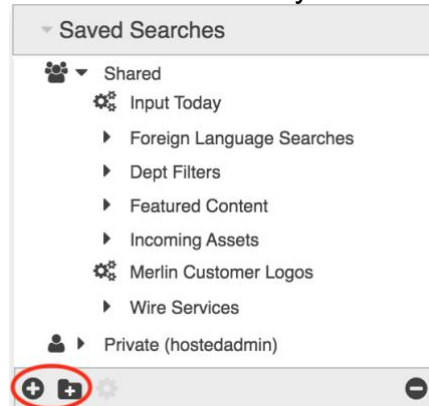 Saved Searches
Shared
Input Today
Foreign Language Searches
Dept Filters
Featured Content
Incoming Assets
Merlin Customer Logos
Wire Services
Private (hostedadmin)